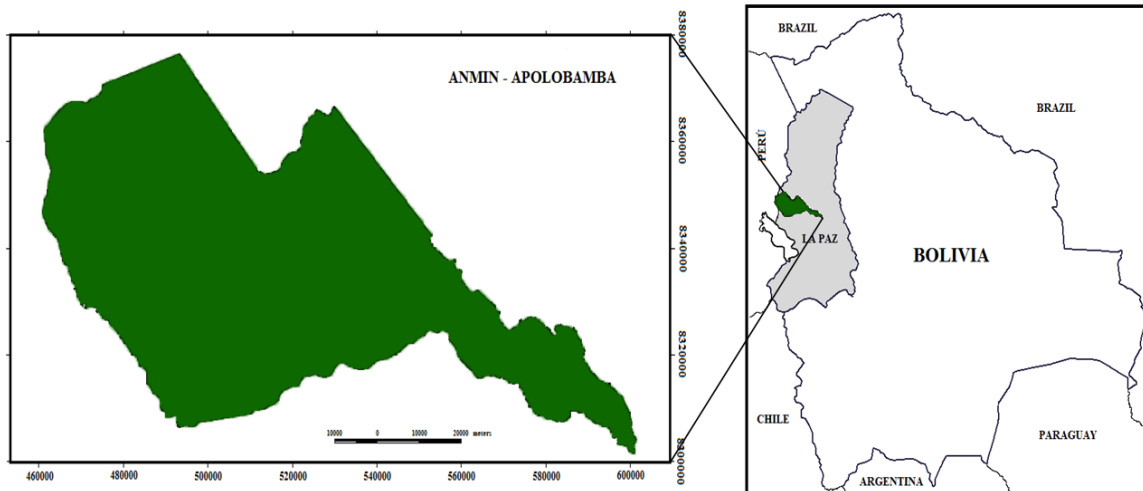 ANMIN - APOLOBAMBA
8380000
8360000
8340000
8320000
8300000
10000 0 10000 20000 meters
460000 480000 500000 520000 540000 560000 580000 600000
BRAZIL
BRAZIL
PERÚ
LA PAZ
BOLIVIA
CHILE
PARAGUAY
ARGENTINA